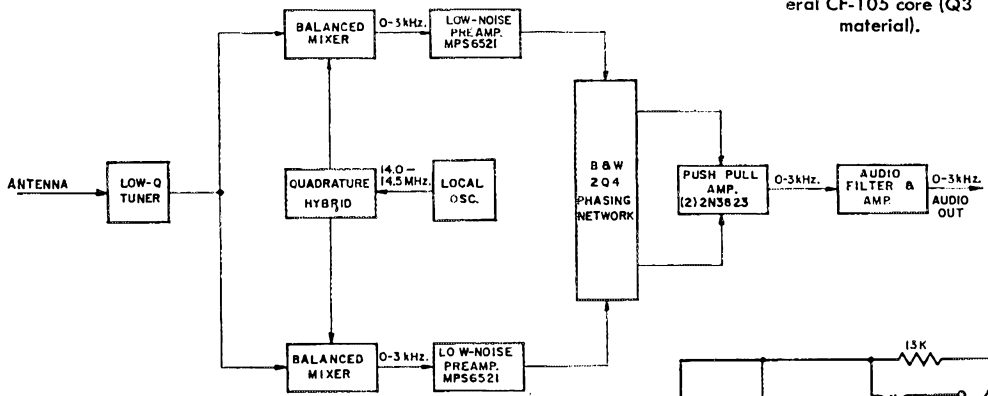 eral CF-105 core (Q3
material).
BALANCED
MIXER
0-3kHz.
LOW-NOISE
PREAMP.
MPS6521
ANTENNA
LOW-Q
TUNER
QUADRATURE
HYBRID
14.0-
14.5MHz.
LOCAL
OSC.
B & W
2Q4
PHASING
NETWORK
PUSH PULL
AMP.
(2)2N3823
0-3kHz.
AUDIO
FILTER &
AMP.
0-3kHz.
AUDIO
OUT
BALANCED
MIXER
0-3kHz.
LOW-NOISE
PREAMP.
MPS6521
13K